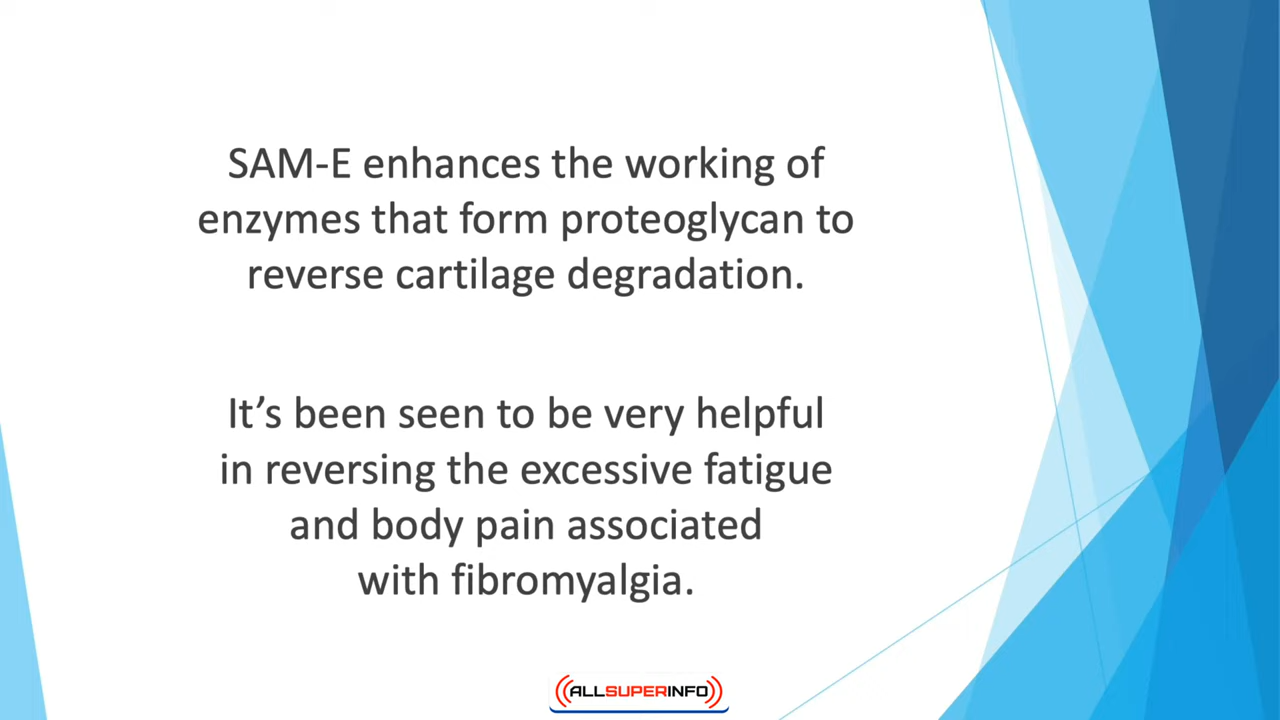 SAM-E enhances the working of
enzymes that form proteoglycan to
reverse cartilage degradation.
It’s been seen to be very helpful
in reversing the excessive fatigue
and body pain associated
with fibromyalgia.
ALLSUPERINFO